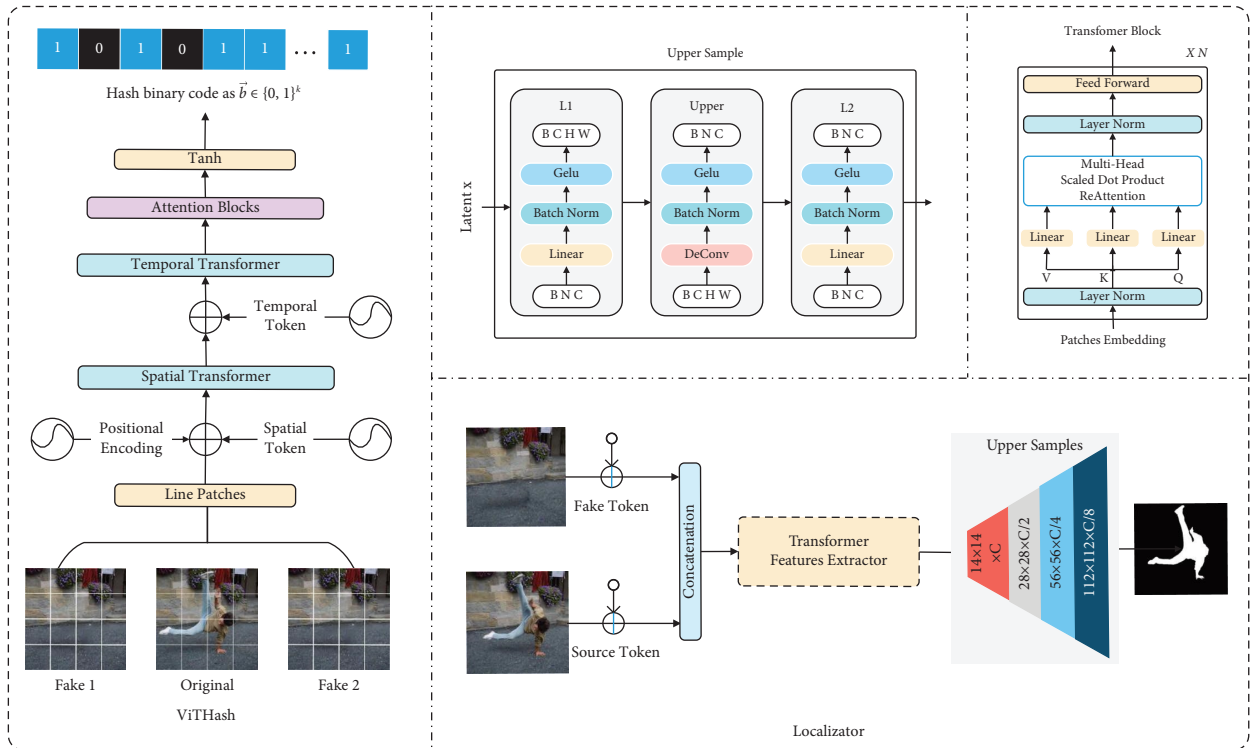 1 0 1 0 1 1 ... 1
Hash binary code as b⃗ ∈ {0, 1}ᵏ
Tanh
Attention Blocks
Temporal Transformer
Temporal
Token
Spatial Transformer
Positional
Encoding
Spatial
Token
Line Patches
Fake 1
Original
Fake 2
ViTHash
Upper Sample
Latent x
L1
B C H W
Gelu
Batch Norm
Linear
B N C
Upper
B N C
Gelu
Batch Norm
DeConv
B C H W
L2
B N C
Gelu
Batch Norm
Linear
B N C
Transfomer Block
X N
Feed Forward
Layer Norm
Multi-Head
Scaled Dot Product
ReAttention
Linear
Linear
Linear
V
K
Q
Layer Norm
Patches Embedding
Fake Token
Source Token
Concatenation
Transformer
Features Extractor
Upper Samples
14×14
×C
28×28×C/2
56×56×C/4
112×112×C/8
Localizator